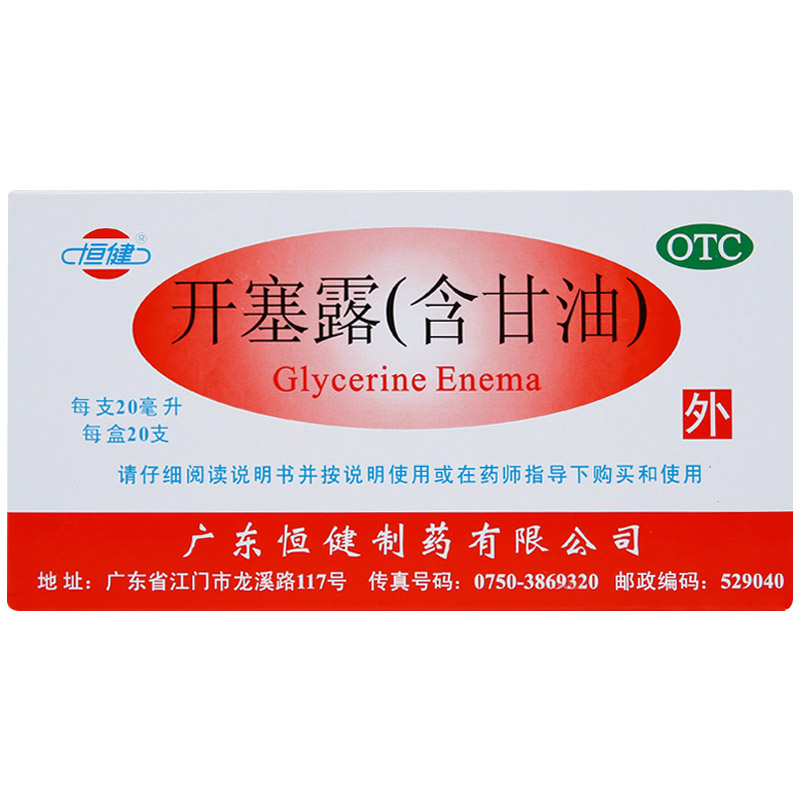 恒健®
OTC
开塞露(含甘油)
Glycerine Enema
每支20毫升
每盒20支
外
请仔细阅读说明书并按说明使用或在药师指导下购买和使用
广东恒健制药有限公司
地址：广东省江门市龙溪路117号 传真号码：0750-3869320 邮政编码：529040